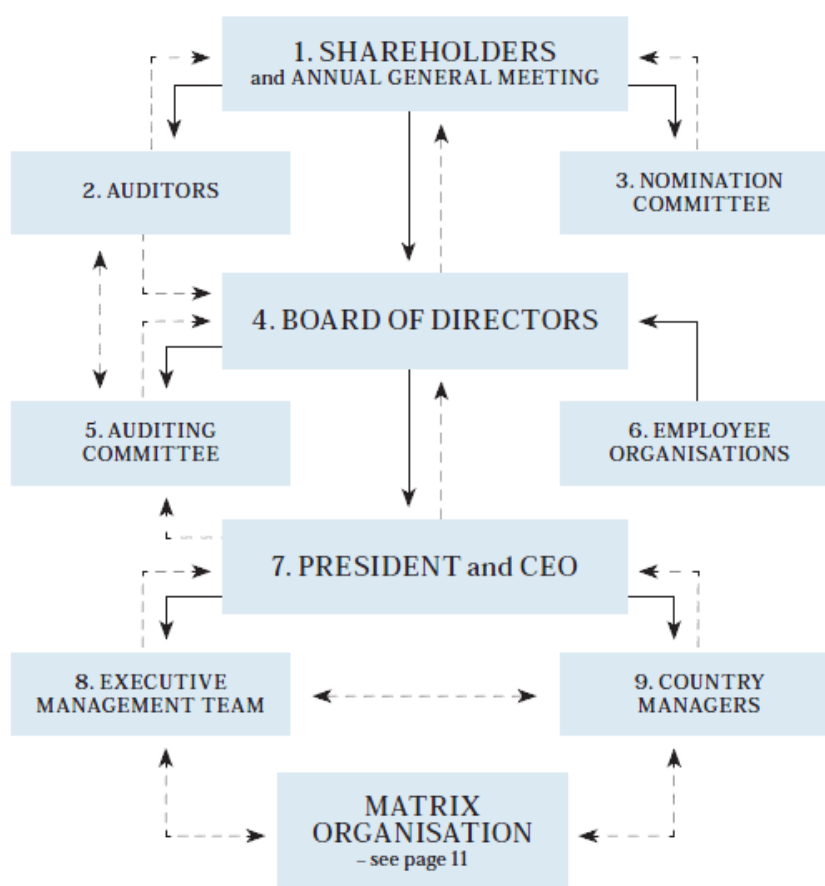 1. SHAREHOLDERS
and ANNUAL GENERAL MEETING
2. AUDITORS
3. NOMINATION
COMMITTEE
4. BOARD OF DIRECTORS
5. AUDITING
COMMITTEE
6. EMPLOYEE
ORGANISATIONS
7. PRESIDENT and CEO
8. EXECUTIVE
MANAGEMENT TEAM
9. COUNTRY
MANAGERS
MATRIX
ORGANISATION
– see page 11